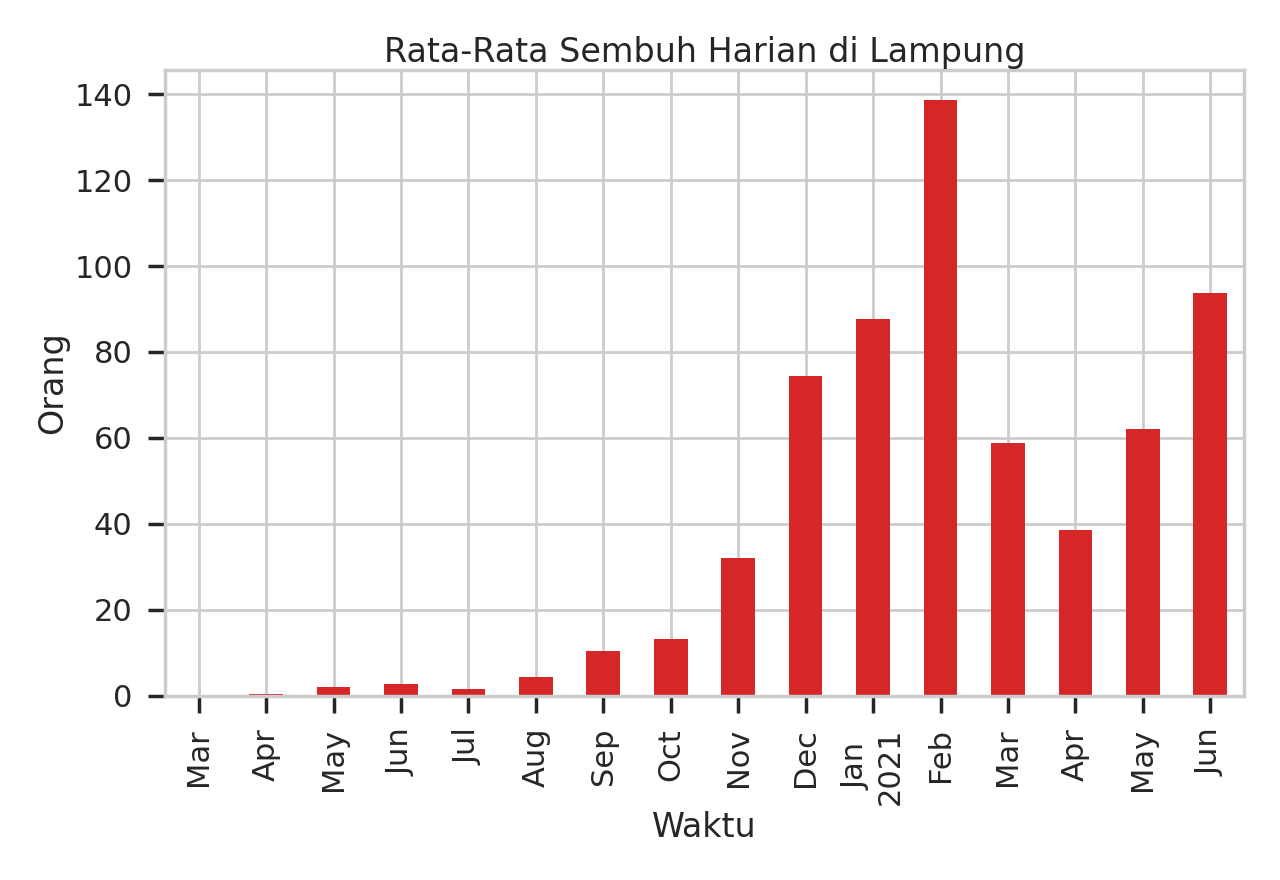 Rata-Rata Sembuh Harian di Lampung
Orang
140
120
100
80
60
40
20
0
Mar
Apr
May
Jun
Jul
Aug
Sep
Oct
Nov
Dec
Jan
2021
Feb
Mar
Apr
May
Jun
Waktu